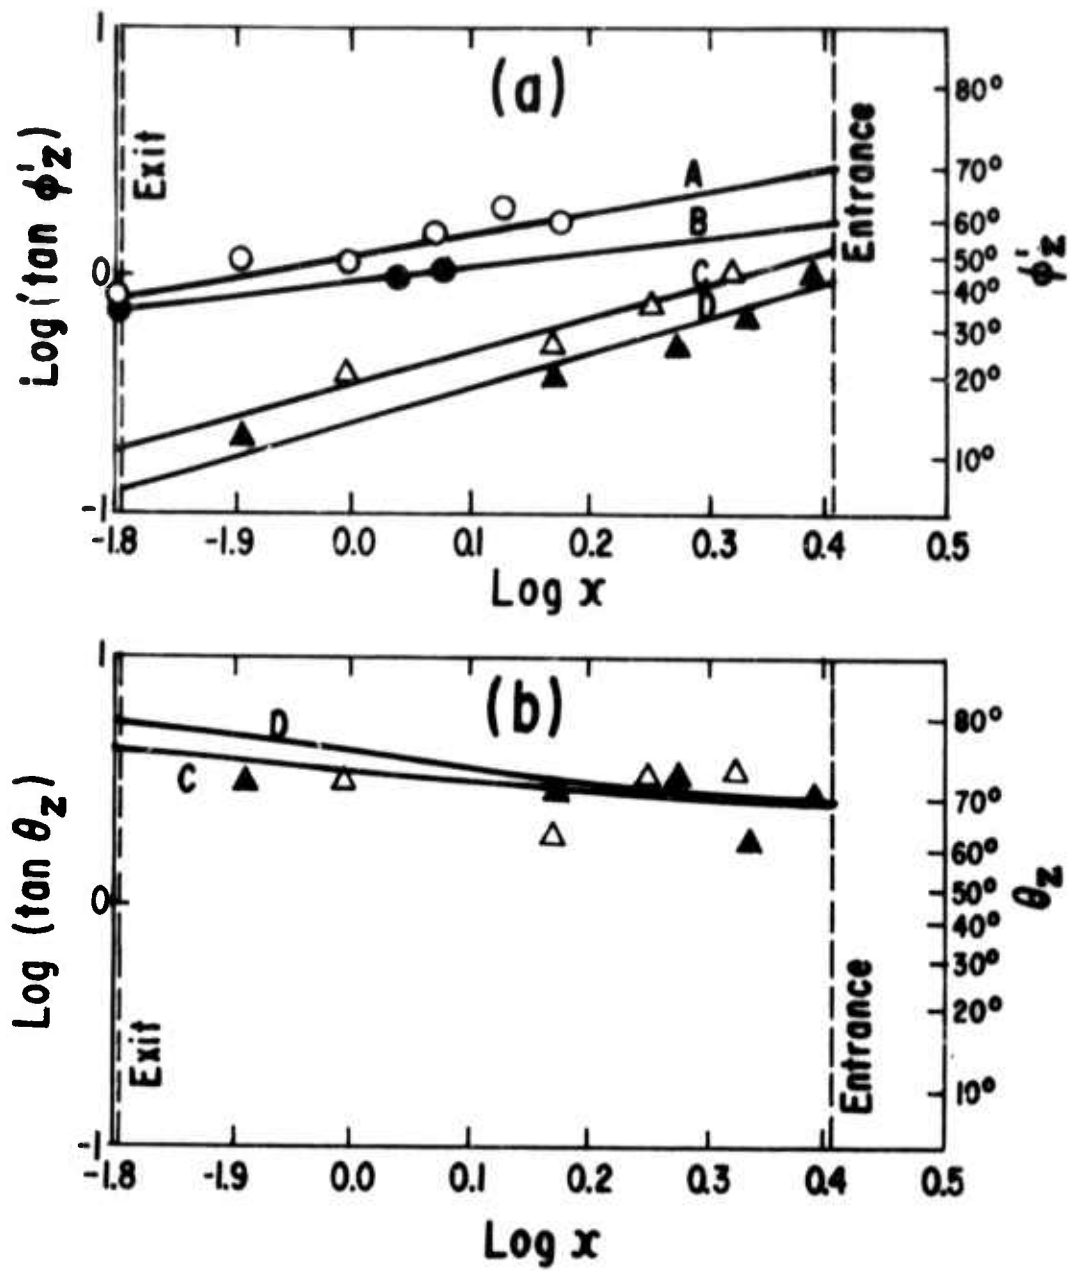 (a)
1
0
-1
Log (tan ϕ'z)
Exit
A
B
C
D
Entrance
80°
70°
60°
50°
40°
30°
20°
10°
ϕ'z
-1.8 -1.9 0.0 0.1 0.2 0.3 0.4 0.5
Log x
(b)
1
0
-1
Log (tan θz)
Exit
D
C
Entrance
80°
70°
60°
50°
40°
30°
20°
10°
θz
-1.8 -1.9 0.0 0.1 0.2 0.3 0.4 0.5
Log x